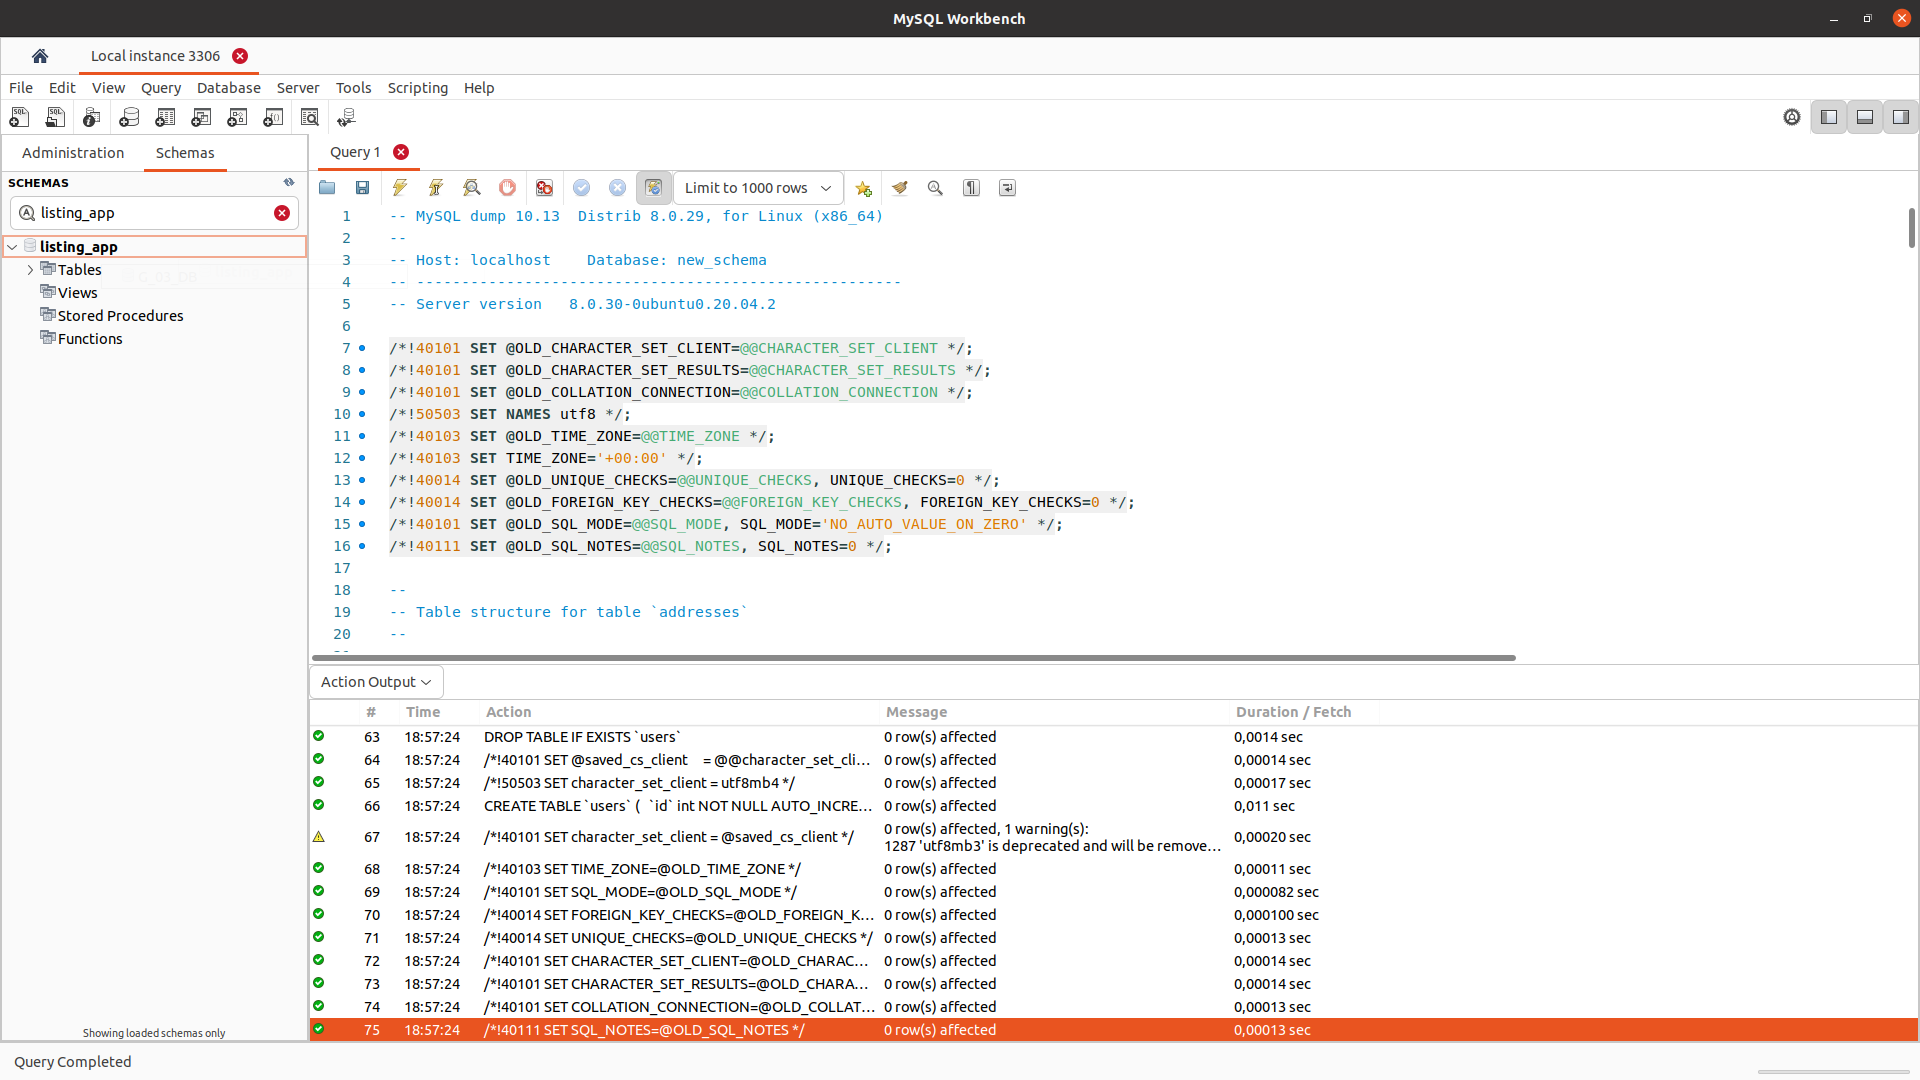 MySQL Workbench
Local instance 3306
File Edit View Query Database Server Tools Scripting Help
Administration Schemas
Query 1
SCHEMAS
Limit to 1000 rows
listing_app
listing_app
Tables
Views
Stored Procedures
Functions
Showing loaded schemas only
1 -- MySQL dump 10.13  Distrib 8.0.29, for Linux (x86_64)
2 --
3 -- Host: localhost    Database: new_schema
4 -- ------------------------------------------------------
5 -- Server version   8.0.30-0ubuntu0.20.04.2
6
7 /*!40101 SET @OLD_CHARACTER_SET_CLIENT=@@CHARACTER_SET_CLIENT */;
8 /*!40101 SET @OLD_CHARACTER_SET_RESULTS=@@CHARACTER_SET_RESULTS */;
9 /*!40101 SET @OLD_COLLATION_CONNECTION=@@COLLATION_CONNECTION */;
10 /*!50503 SET NAMES utf8 */;
11 /*!40103 SET @OLD_TIME_ZONE=@@TIME_ZONE */;
12 /*!40103 SET TIME_ZONE='+00:00' */;
13 /*!40014 SET @OLD_UNIQUE_CHECKS=@@UNIQUE_CHECKS, UNIQUE_CHECKS=0 */;
14 /*!40014 SET @OLD_FOREIGN_KEY_CHECKS=@@FOREIGN_KEY_CHECKS, FOREIGN_KEY_CHECKS=0 */;
15 /*!40101 SET @OLD_SQL_MODE=@@SQL_MODE, SQL_MODE='NO_AUTO_VALUE_ON_ZERO' */;
16 /*!40111 SET @OLD_SQL_NOTES=@@SQL_NOTES, SQL_NOTES=0 */;
17
18 --
19 -- Table structure for table `addresses`
20 --
Action Output
# Time Action Message Duration / Fetch
63 18:57:24 DROP TABLE IF EXISTS `users` 0 row(s) affected 0,0014 sec
64 18:57:24 /*!40101 SET @saved_cs_client     = @@character_set_cli... 0 row(s) affected 0,00014 sec
65 18:57:24 /*!50503 SET character_set_client = utf8mb4 */ 0 row(s) affected 0,00017 sec
66 18:57:24 CREATE TABLE `users` (   `id` int NOT NULL AUTO_INCRE... 0 row(s) affected 0,011 sec
67 18:57:24 /*!40101 SET character_set_client = @saved_cs_client */ 0 row(s) affected, 1 warning(s): 0,00020 sec
1287 'utf8mb3' is deprecated and will be remove...
68 18:57:24 /*!40103 SET TIME_ZONE=@OLD_TIME_ZONE */ 0 row(s) affected 0,00011 sec
69 18:57:24 /*!40101 SET SQL_MODE=@OLD_SQL_MODE */ 0 row(s) affected 0,000082 sec
70 18:57:24 /*!40014 SET FOREIGN_KEY_CHECKS=@OLD_FOREIGN_K... 0 row(s) affected 0,000100 sec
71 18:57:24 /*!40014 SET UNIQUE_CHECKS=@OLD_UNIQUE_CHECKS */ 0 row(s) affected 0,00013 sec
72 18:57:24 /*!40101 SET CHARACTER_SET_CLIENT=@OLD_CHARAC... 0 row(s) affected 0,00014 sec
73 18:57:24 /*!40101 SET CHARACTER_SET_RESULTS=@OLD_CHARA... 0 row(s) affected 0,00014 sec
74 18:57:24 /*!40101 SET COLLATION_CONNECTION=@OLD_COLLAT... 0 row(s) affected 0,00013 sec
75 18:57:24 /*!40111 SET SQL_NOTES=@OLD_SQL_NOTES */ 0 row(s) affected 0,00013 sec
Query Completed